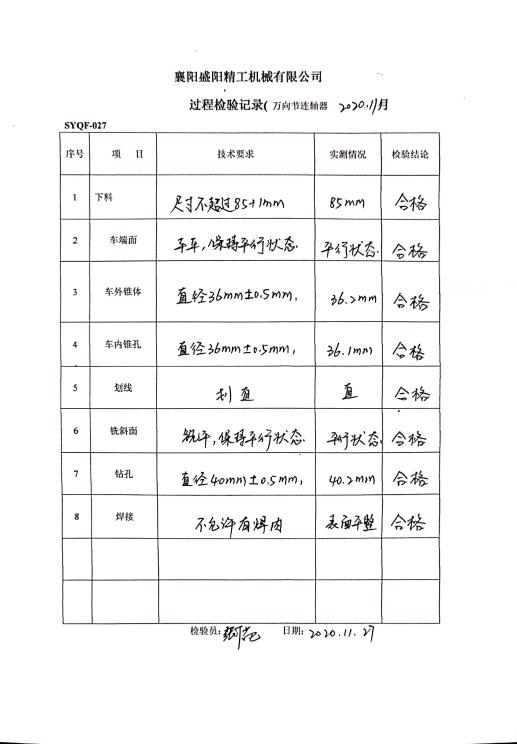 襄阳盛阳精工机械有限公司
过程检验记录( 万向节连轴器 2020.11月
SYQF-027
序号 项 目 技术要求 实测情况 检验结论
1 下料 尺寸不超过85+1mm 85mm 合格
2 车端面 平车,保持平行状态. 平行状态. 合格
3 车外锥体 直径36mm±0.5mm, 36.2mm 合格
4 车内锥孔 直径36mm±0.5mm, 36.1mm 合格
5 划线 划直 直 合格
6 铣斜面 铣平,保持平行状态. 平行状态. 合格
7 钻孔 直径40mm±0.5mm, 40.2mm 合格
8 焊接 不允许有焊肉 表面平整 合格
检验员: 日期: 2020.11.27